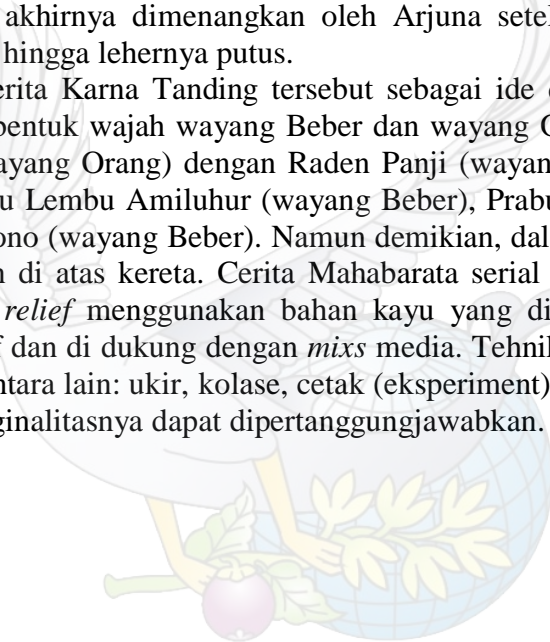 akhirnya dimenangkan oleh Arjuna setel
hingga lehernya putus.
erita Karna Tanding tersebut sebagai ide
bentuk wajah wayang Beber dan wayang
ayang Orang) dengan Raden Panji (wayan
u Lembu Amiluhur (wayang Beber), Prabu
ono (wayang Beber). Namun demikian, dal
di atas kereta. Cerita Mahabarata serial
relief menggunakan bahan kayu yang di
dan di dukung dengan mixs media. Tehnil
ntara lain: ukir, kolase, cetak (eksperiment)
ginalitasnya dapat dipertanggungjawabkan.